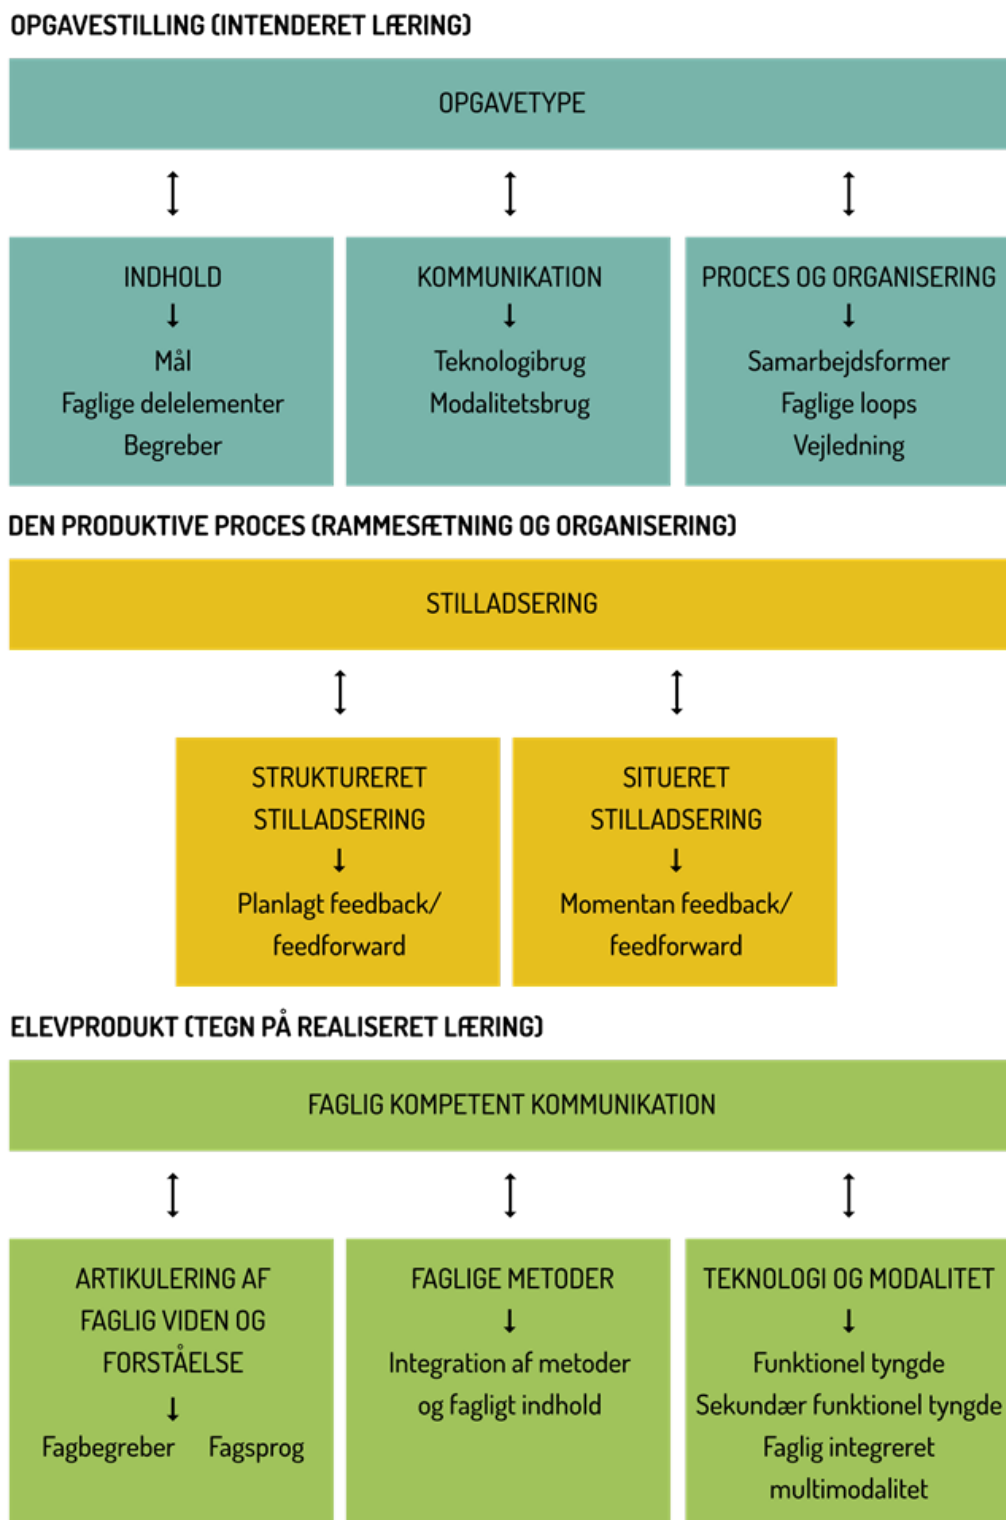 OPGAVESTILLING (INTENDERET LÆRING)
OPGAVETYPE
INDHOLD
Mål
Faglige delelementer
Begreber
KOMMUNIKATION
Teknologibrug
Modalitetsbrug
PROCES OG ORGANISERING
Samarbejdsformer
Faglige loops
Vejledning
DEN PRODUKTIVE PROCES (RAMMESÆTNING OG ORGANISERING)
STILLADSERING
STRUKTURERET
STILLADSERING
Planlagt feedback/
feedforward
SITUERET
STILLADSERING
Momentan feedback/
feedforward
ELEVPRODUKT (TEGN PÅ REALISERET LÆRING)
FAGLIG KOMPETENT KOMMUNIKATION
ARTIKULERING AF
FAGLIG VIDEN OG
FORSTÅELSE
Fagbegreber Fagsprog
FAGLIGE METODER
Integration af metoder
og fagligt indhold
TEKNOLOGI OG MODALITET
Funktionel tyngde
Sekundær funktionel tyngde
Faglig integreret
multimodalitet